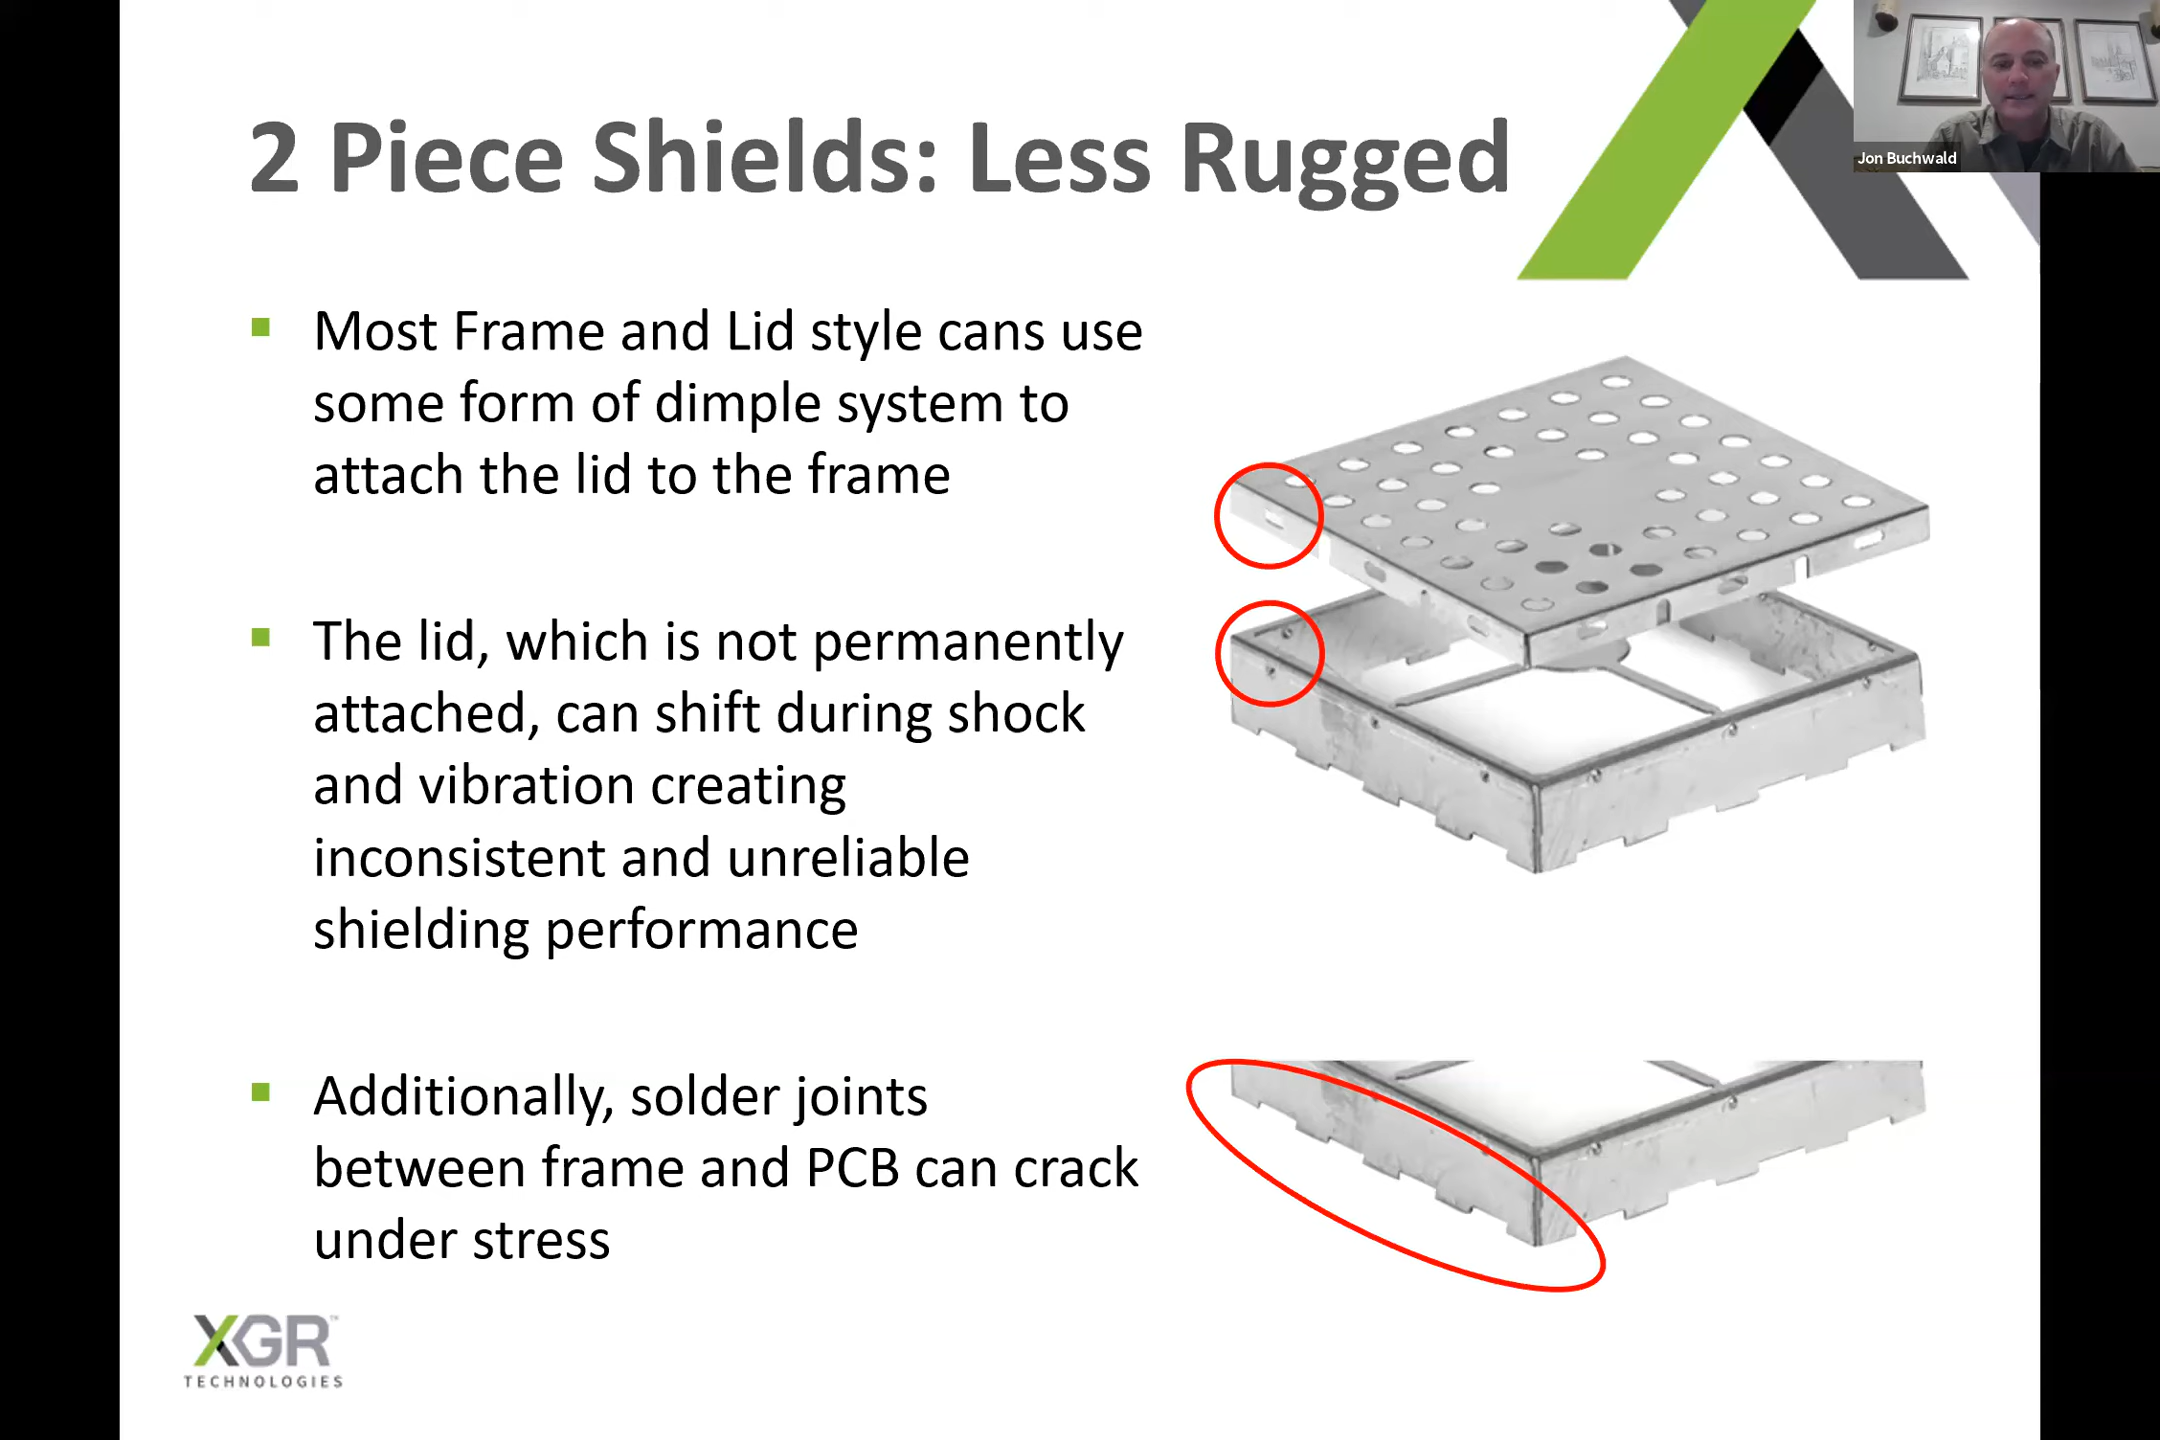 Jon Buchwald
2 Piece Shields: Less Rugged
Most Frame and Lid style cans use
some form of dimple system to
attach the lid to the frame
The lid, which is not permanently
attached, can shift during shock
and vibration creating
inconsistent and unreliable
shielding performance
Additionally, solder joints
between frame and PCB can crack
under stress
XGR™
TECHNOLOGIES